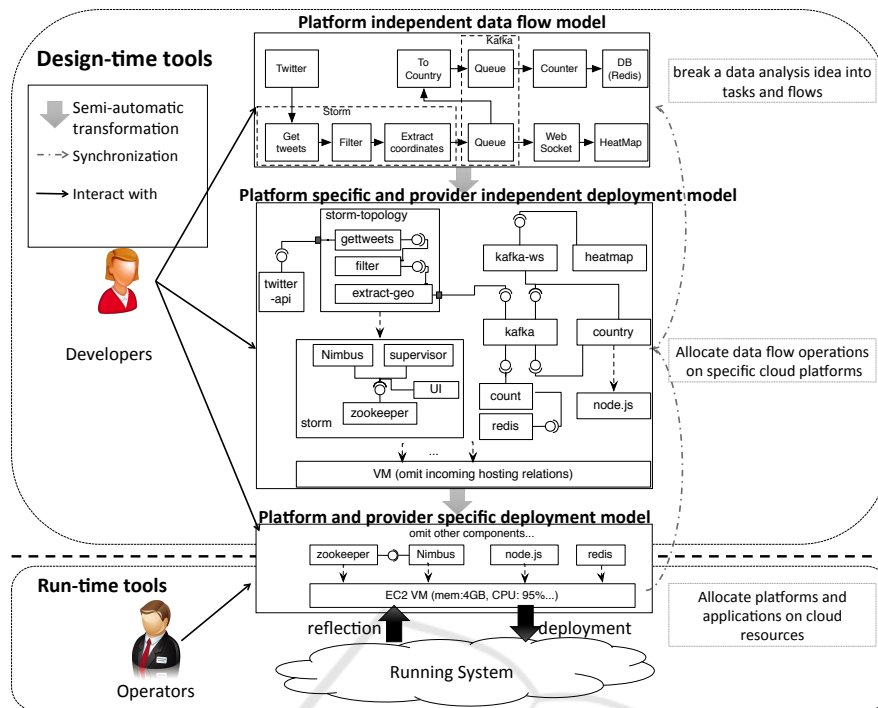 Platform independent data flow model
Design-time tools
Semi-automatic
transformation
Synchronization
Interact with
Developers
Kafka
Twitter
To
Country
Queue
Counter
DB
(Redis)
Storm
Get
tweets
Filter
Extract
coordinates
Queue
Web
Socket
HeatMap
break a data analysis idea into
tasks and flows
Platform specific and provider independent deployment model
storm-topology
gettweets
filter
extract-geo
twitter
-api
kafka-ws
heatmap
kafka
country
Nimbus
supervisor
UI
zookeeper
storm
count
redis
node.js
...
VM (omit incoming hosting relations)
Allocate data flow operations
on specific cloud platforms
Platform and provider specific deployment model
omit other components...
zookeeper
Nimbus
node.js
redis
EC2 VM (mem:4GB, CPU: 95%...)
Run-time tools
Operators
reflection
deployment
Running System
Allocate platforms and
applications on cloud
resources